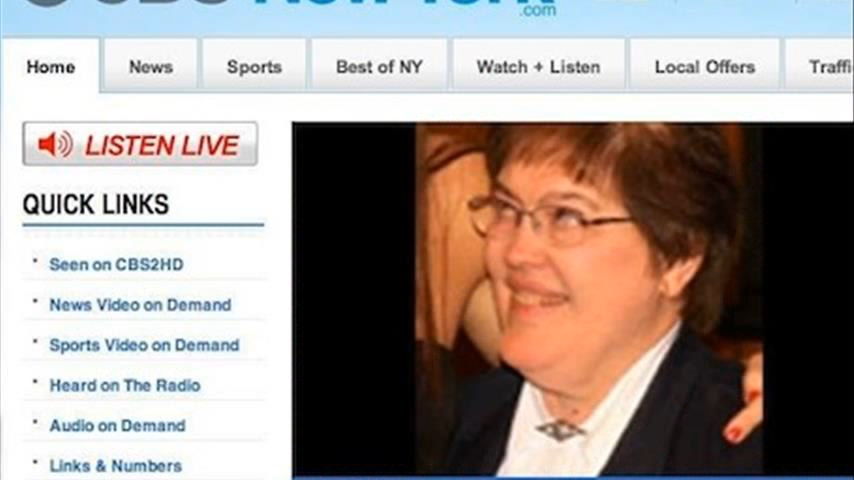 .com
Home
News
Sports
Best of NY
Watch + Listen
Local Offers
LISTEN LIVE
QUICK LINKS
Seen on CBS2HD
News Video on Demand
Sports Video on Demand
Heard on The Radio
Audio on Demand
Links & Numbers